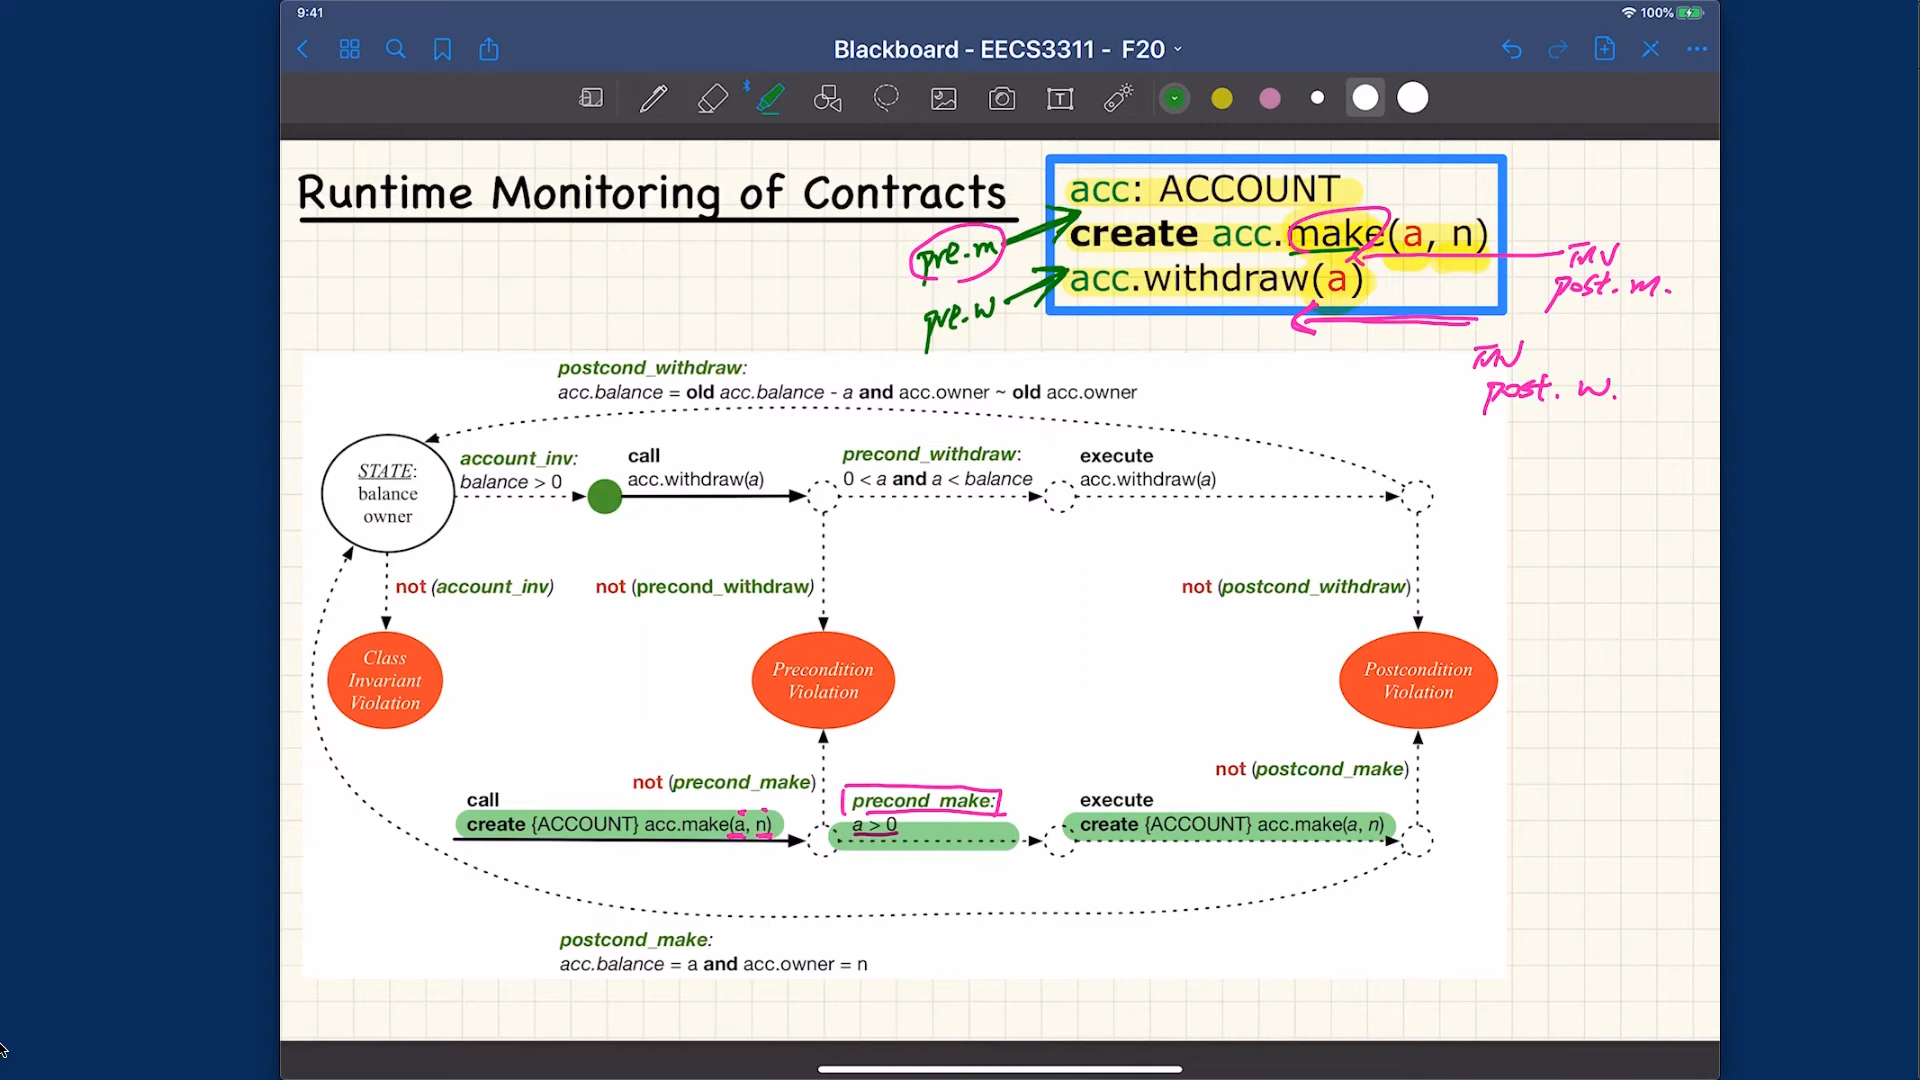 9:41
100%
Blackboard - EECS3311 - F20
T
Runtime Monitoring of Contracts
acc: ACCOUNT
create acc.make(a, n)
acc.withdraw(a)
pre.m
pre.w
INV
post. m.
INV
post. w.
postcond_withdraw:
acc.balance = old acc.balance - a and acc.owner ~ old acc.owner
STATE:
balance
owner
account_inv:
balance > 0
call
acc.withdraw(a)
precond_withdraw:
0 < a and a < balance
execute
acc.withdraw(a)
not (account_inv)
not (precond_withdraw)
not (postcond_withdraw)
Class
Invariant
Violation
Precondition
Violation
Postcondition
Violation
not (precond_make)
not (postcond_make)
call
create {ACCOUNT} acc.make(a, n)
precond_make:
a > 0
execute
create {ACCOUNT} acc.make(a, n)
postcond_make:
acc.balance = a and acc.owner = n